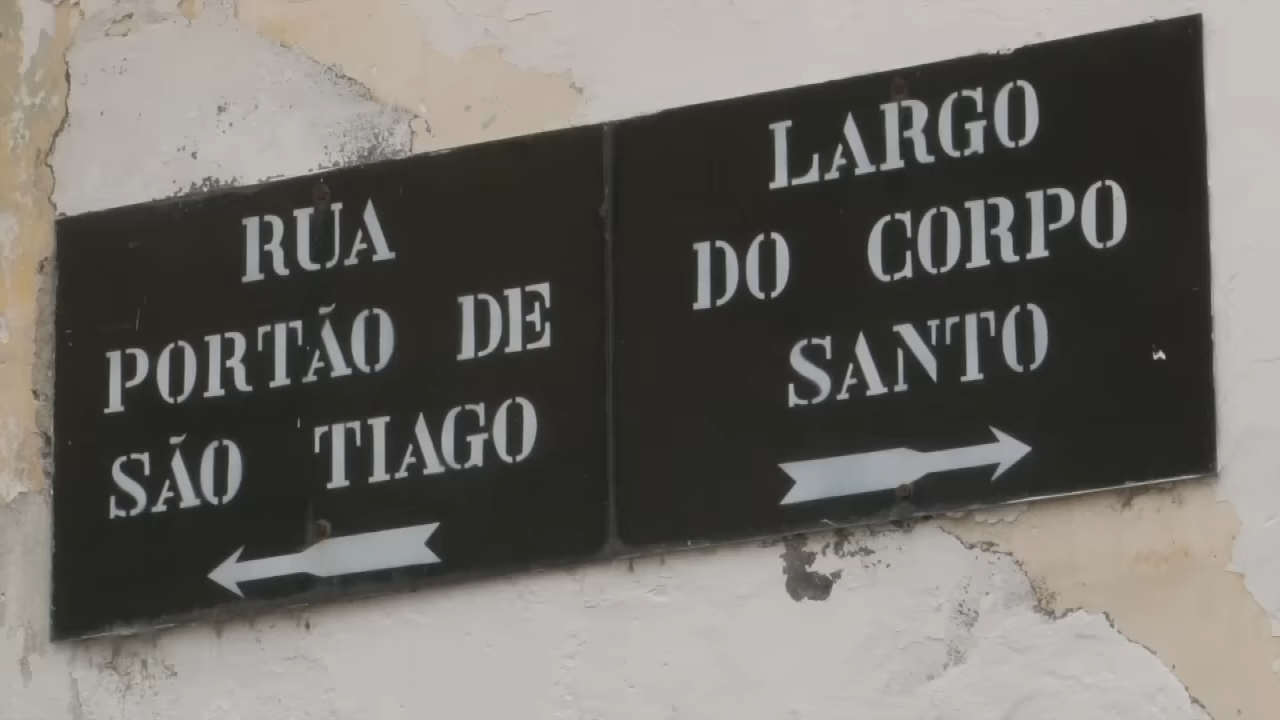 RUA
PORTÃO DE
SÃO TIAGO
LARGO
DO CORPO
SANTO